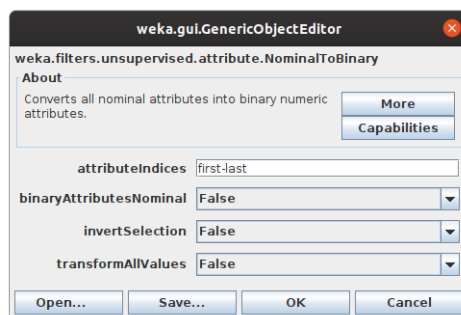 weka.gui.GenericObjectEditor
weka.filters.unsupervised.attribute.NominalToBinary
About
Converts all nominal attributes into binary numeric
attributes.
More
Capabilities
attributeIndices first-last
binaryAttributesNominal False
invertSelection False
transformAllValues False
Open... Save... OK Cancel